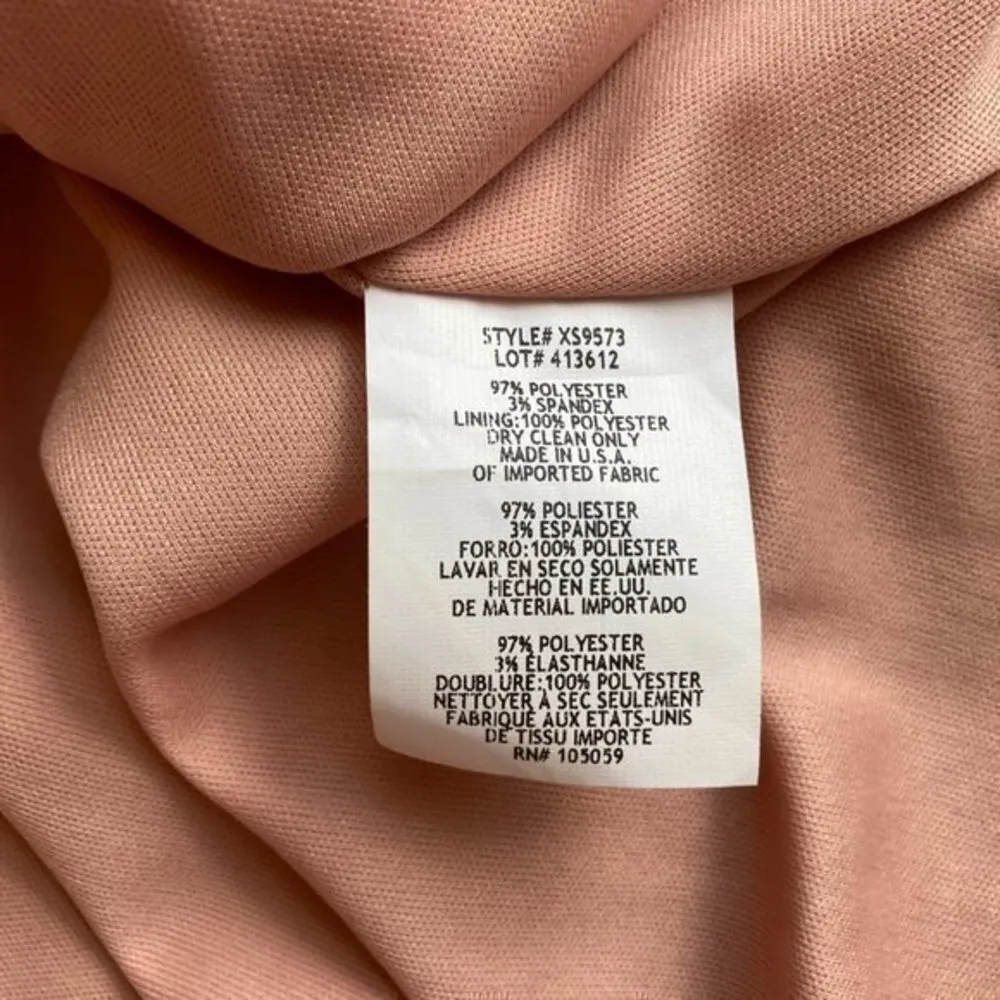 STYLE# XS9573
LOT# 413612
97% POLYESTER
3% SPANDEX
LINING:100% POLYESTER
DRY CLEAN ONLY
MADE IN U.S.A.
OF IMPORTED FABRIC
97% POLIESTER
3% ESPANDEX
FORRO:100% POLIESTER
LAVAR EN SECO SOLAMENTE
HECHO EN EE.UU.
DE MATERIAL IMPORTADO
97% POLYESTER
3% ÉLASTHANNE
DOUBLURE:100% POLYESTER
NETTOYER À SEC SEULEMENT
FABRIQUÉ AUX ETATS-UNIS
DE TISSU IMPORTE
RN# 105059